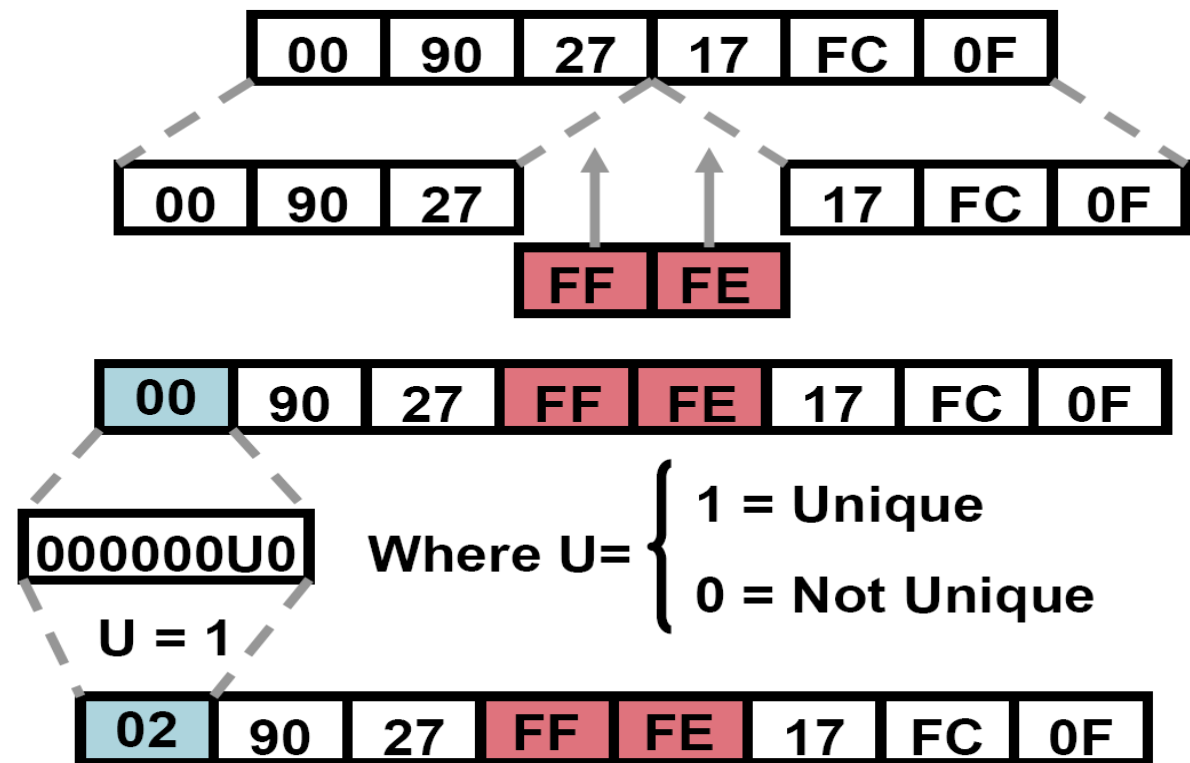 00 90 27 17 FC 0F
00 90 27 17 FC 0F
FF FE
00 90 27 FF FE 17 FC 0F
1 = Unique
000000U0 Where U=
0 = Not Unique
U = 1
02 90 27 FF FE 17 FC 0F